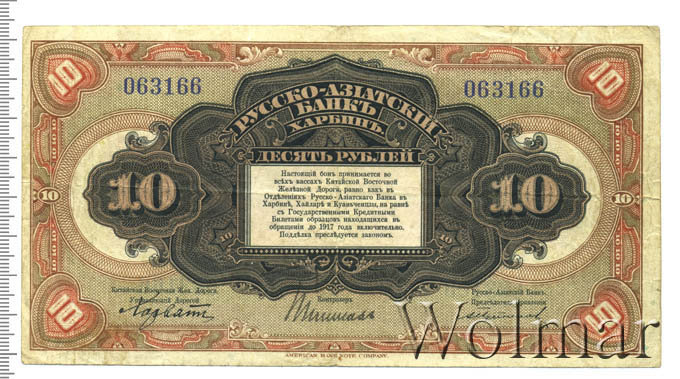 10 10
063166 063166
РУССКО-АЗІАТСКІЙ
БАНКЪ
ХАРБИНЪ
ДЕСЯТЬ РУБЛЕЙ
Настоящій бонъ принимается во
всѣхъ кассахъ Китайской Восточной
Желѣзной Дороги, равно какъ въ
Отдѣленіяхъ Русско-Азіатскаго Банка въ
Харбинѣ, Хайларѣ и Куанченцзы, на равнѣ
съ Государственными Кредитными
Билетами образцовъ находящихся въ
обращеніи до 1917 года включительно.
Поддѣлка преслѣдуется закономъ.
10 10 10 10
Китайская Восточная Жел. Дорога.
Управляющій Дорогой
Контролеръ
Русско-Азіатскій Банкъ.
10 10
AMERICAN BANK NOTE COMPANY.
Wolmar